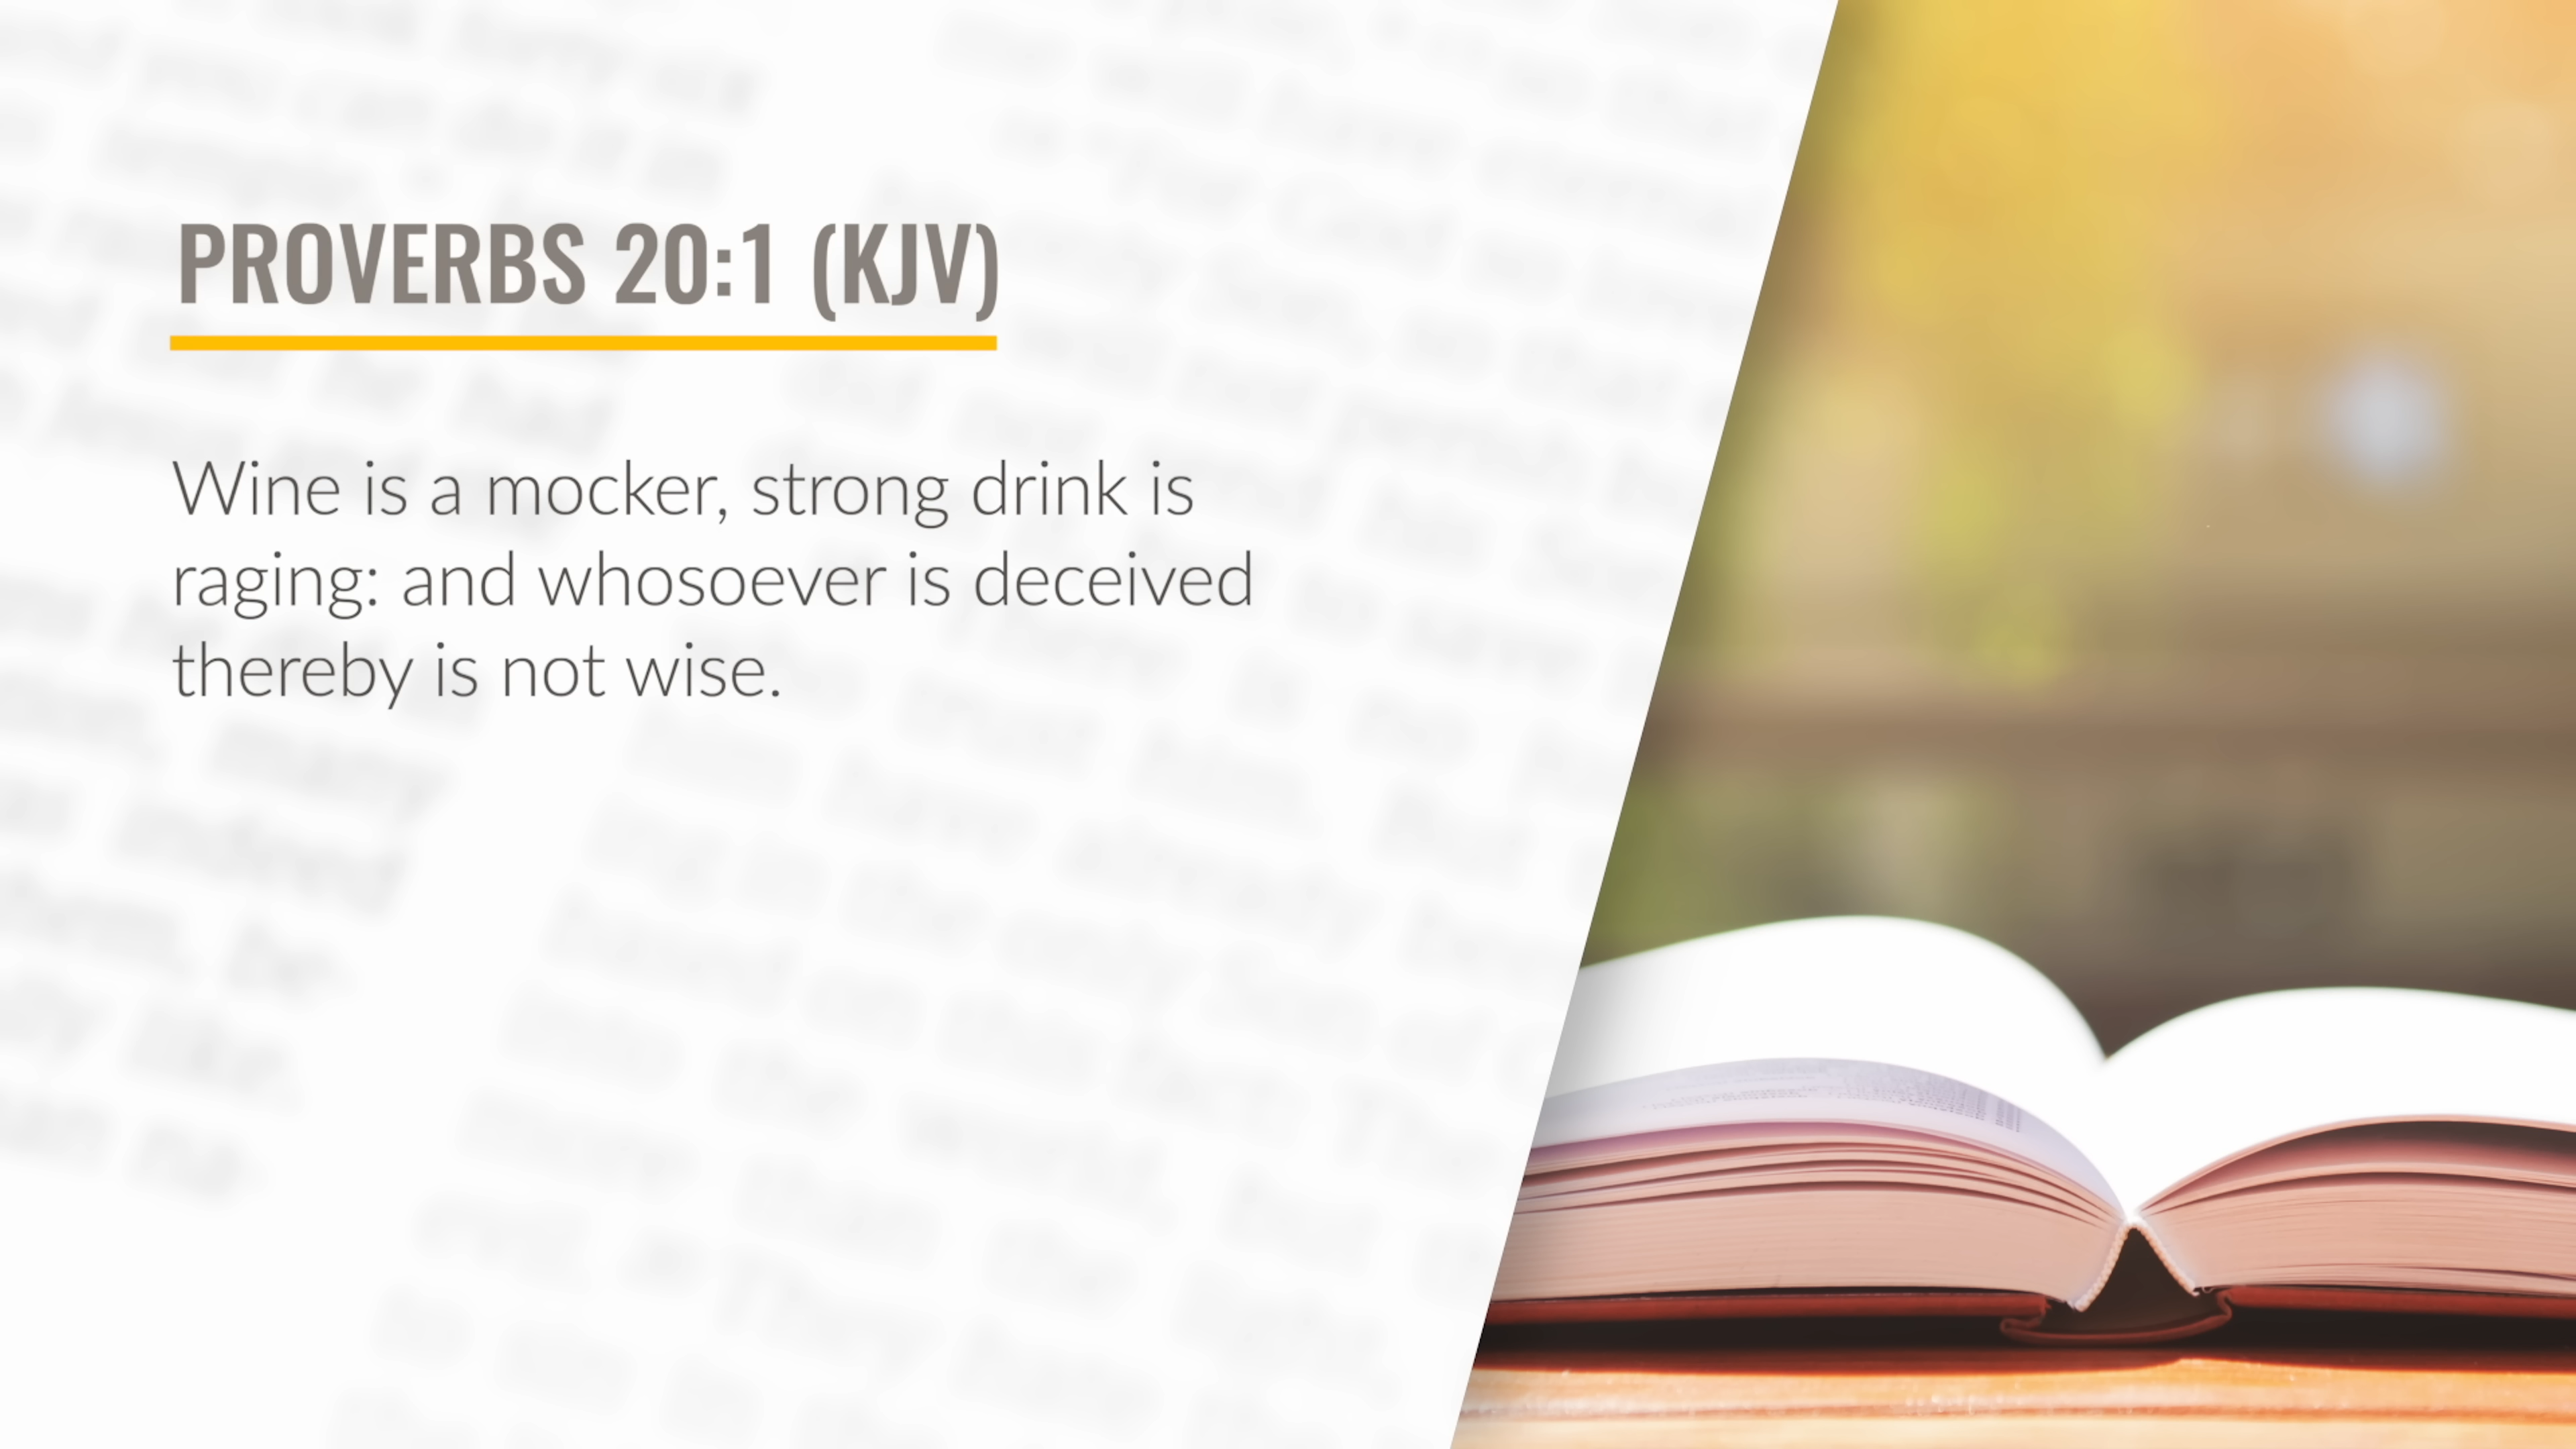 PROVERBS 20:1 (KJV)
Wine is a mocker, strong drink is
raging: and whosoever is deceived
thereby is not wise.